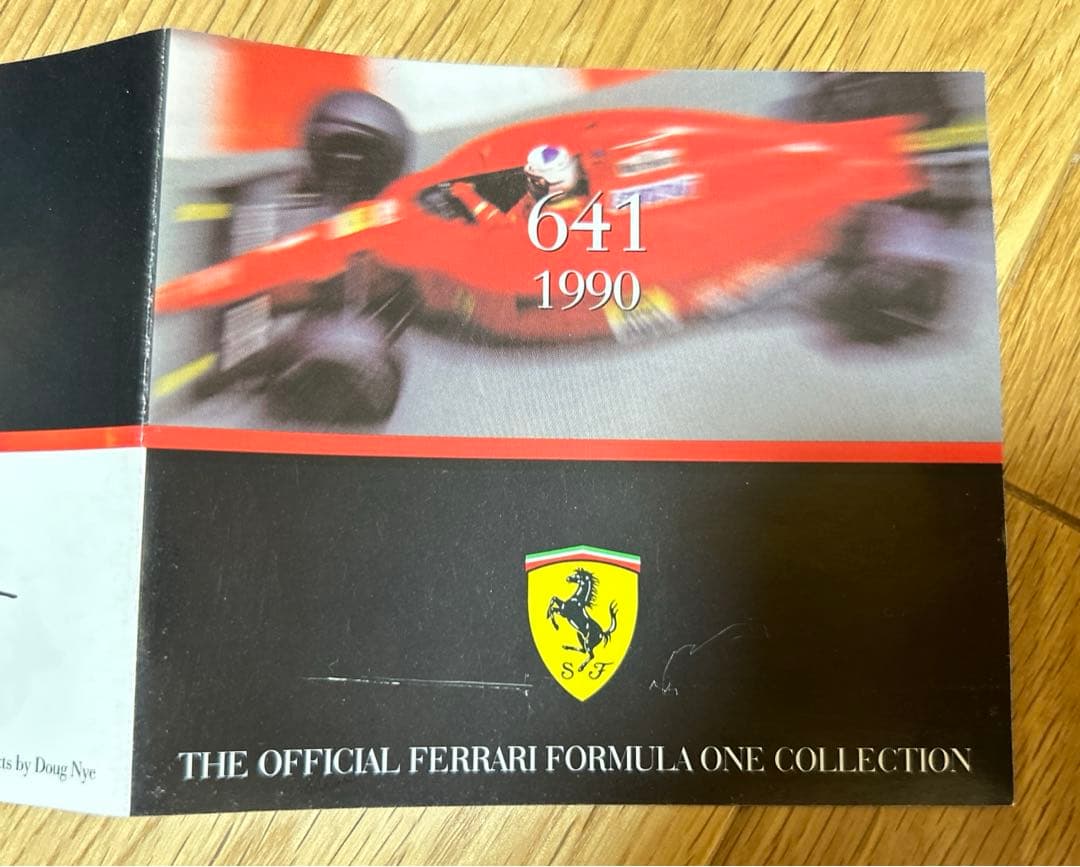 641
1990
S F
THE OFFICIAL FERRARI FORMULA ONE COLLECTION
by Doug Nye